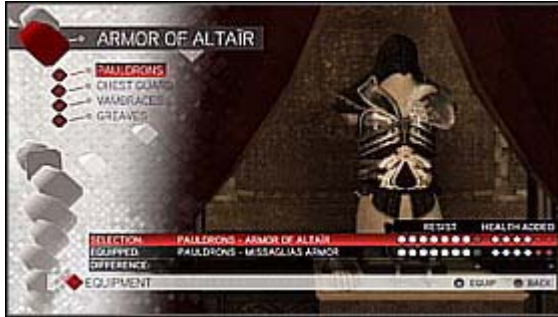 ARMOR OF ALTAÏR
PAULDRONS
CHEST GUARD
VAMBRACES
GREAVES
RESIST HEALTH ADDED
SELECTION: PAULDRONS - ARMOR OF ALTAÏR
EQUIPPED: PAULDRONS - MISSAGLIAS ARMOR
DIFFERENCE:
EQUIPMENT EQUIP BACK